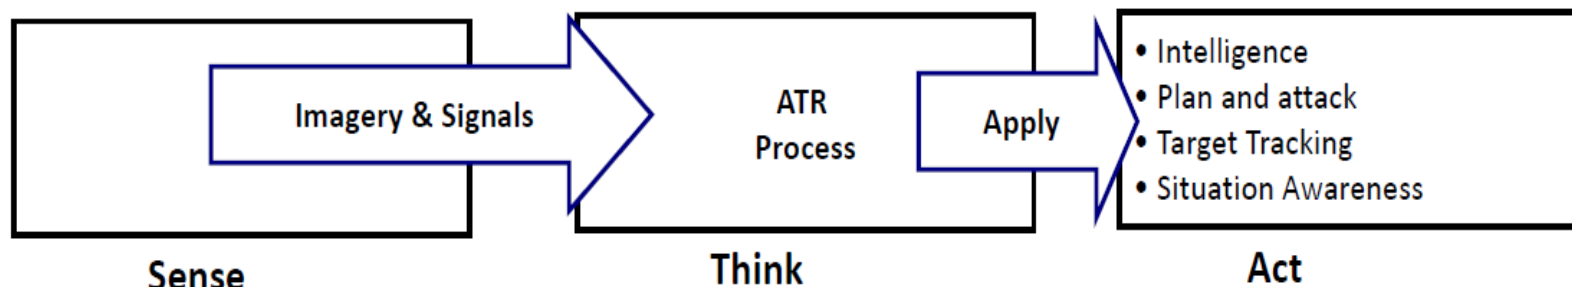 Imagery & Signals
ATR
Process
Apply
• Intelligence
• Plan and attack
• Target Tracking
• Situation Awareness
Sense
Think
Act